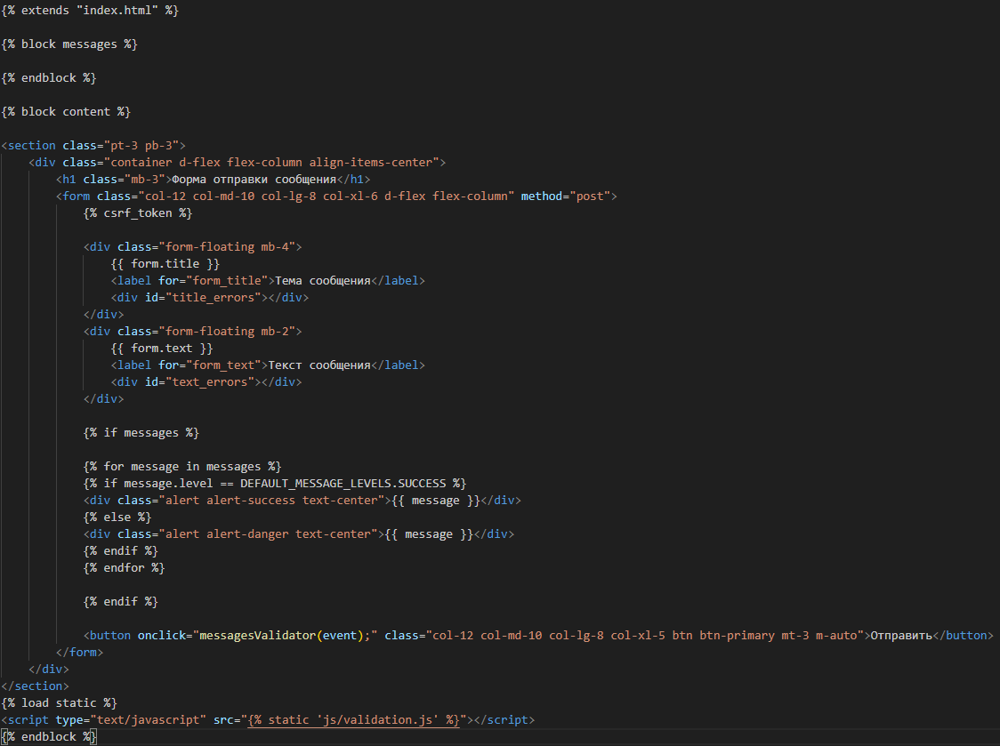 {% extends "index.html" %}
{% block messages %}
{% endblock %}
{% block content %}
<section class="pt-3 pb-3">
<div class="container d-flex flex-column align-items-center">
<h1 class="mb-3">Форма отправки сообщения</h1>
<form class="col-12 col-md-10 col-lg-8 col-xl-6 d-flex flex-column" method="post">
{% csrf_token %}
<div class="form-floating mb-4">
{{ form.title }}
<label for="form_title">Тема сообщения</label>
<div id="title_errors"></div>
</div>
<div class="form-floating mb-2">
{{ form.text }}
<label for="form_text">Текст сообщения</label>
<div id="text_errors"></div>
</div>
{% if messages %}
{% for message in messages %}
{% if message.level == DEFAULT_MESSAGE_LEVELS.SUCCESS %}
<div class="alert alert-success text-center">{{ message }}</div>
{% else %}
<div class="alert alert-danger text-center">{{ message }}</div>
{% endif %}
{% endfor %}
{% endif %}
<button onclick="messagesValidator(event);" class="col-12 col-md-10 col-lg-8 col-xl-5 btn btn-primary mt-3 m-auto">Отправить</button>
</form>
</div>
</section>
{% load static %}
<script type="text/javascript" src="{% static 'js/validation.js' %}"></script>
{% endblock %}